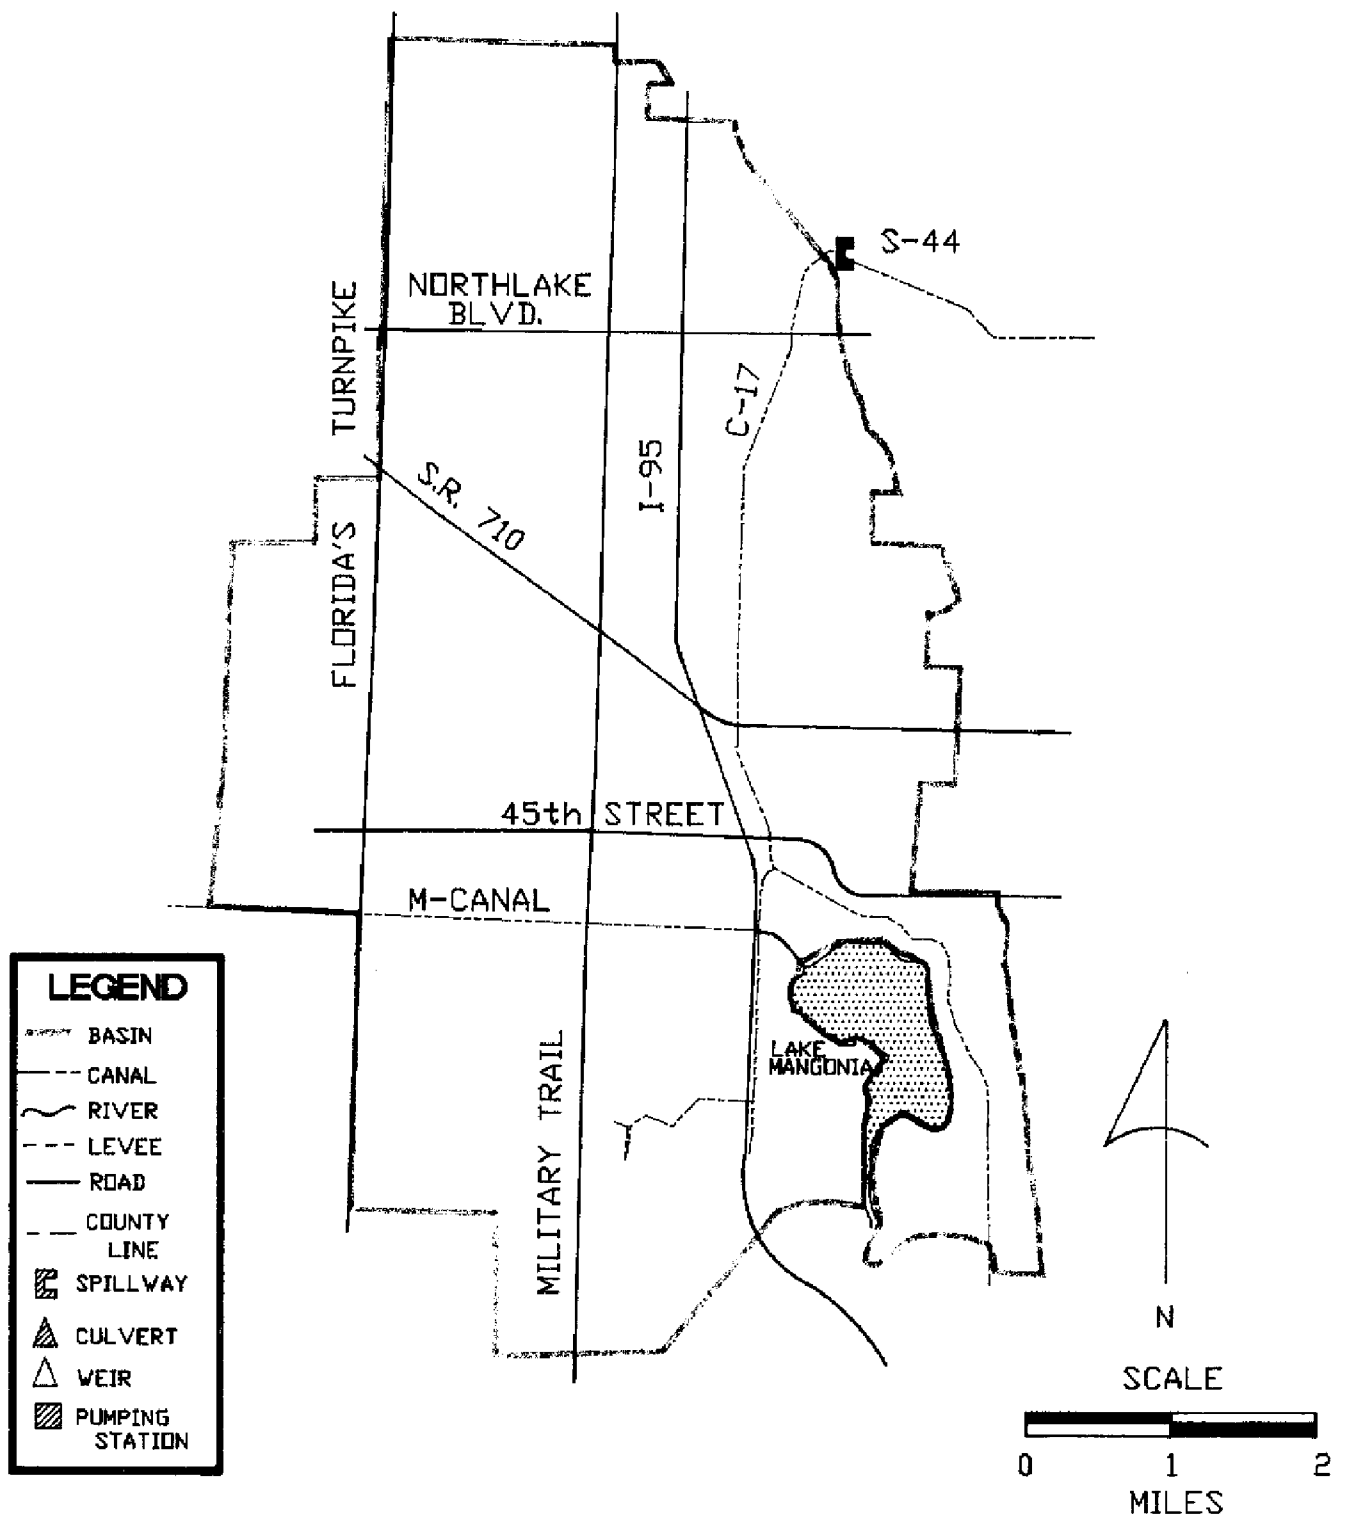 S-44
NORTHLAKE
BLVD.
FLORIDA'S TURNPIKE
C-17
I-95
S.R. 710
45th STREET
M-CANAL
LAKE
MANGONIA
MILITARY TRAIL
LEGEND
BASIN
CANAL
RIVER
LEVEE
ROAD
COUNTY
LINE
SPILLWAY
CULVERT
WEIR
PUMPING
STATION
N
SCALE
0 1 2
MILES